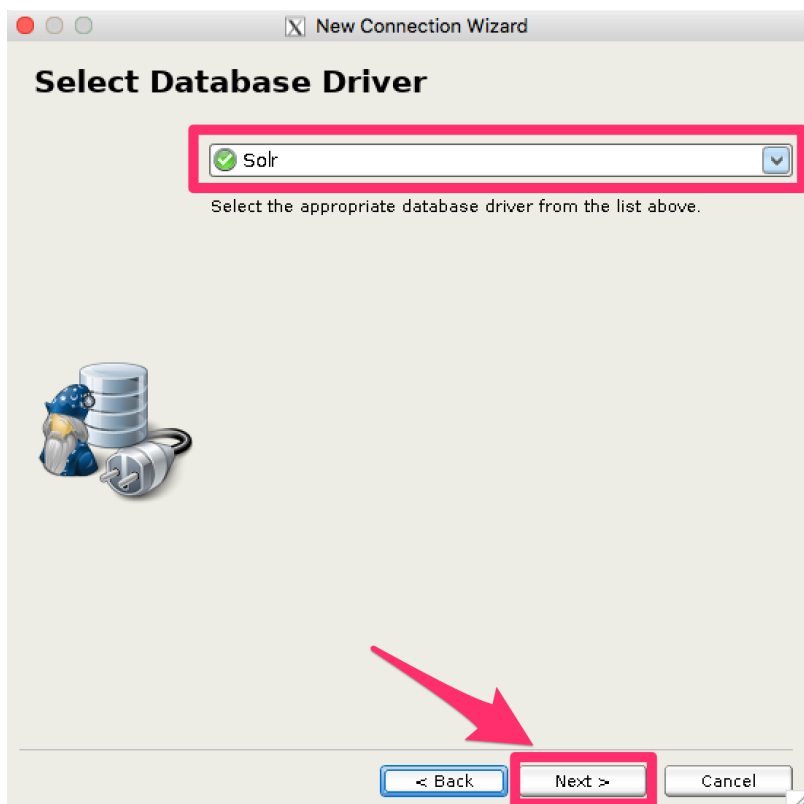 New Connection Wizard
Select Database Driver
Solr
Select the appropriate database driver from the list above.
< Back Next > Cancel